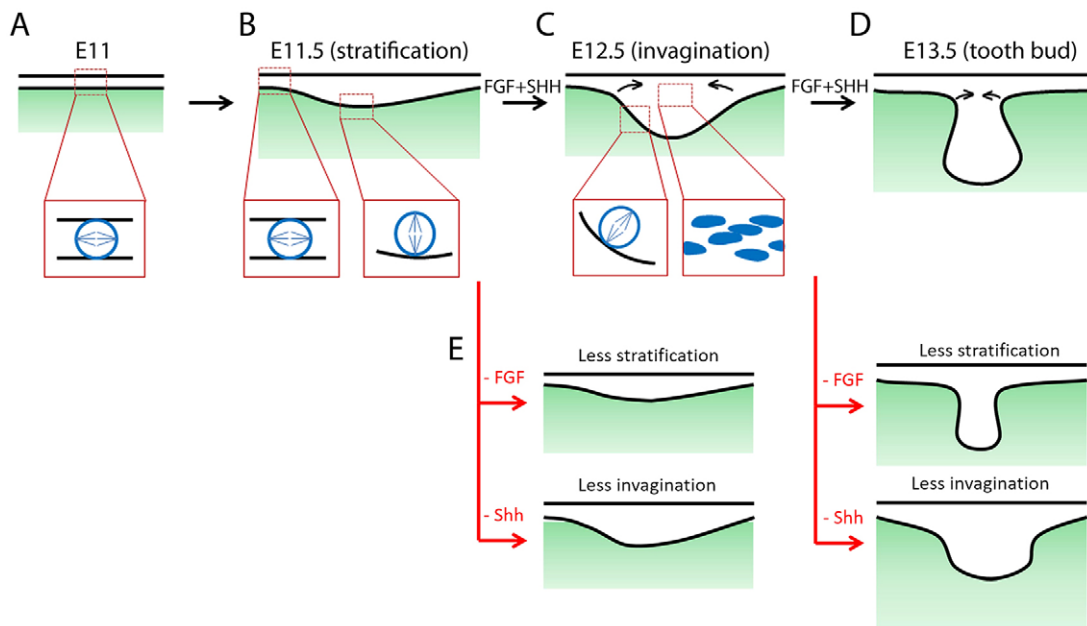 A
E11
B
E11.5 (stratification)
FGF+SHH
C
E12.5 (invagination)
FGF+SHH
D
E13.5 (tooth bud)
E
Less stratification
- FGF
Less invagination
- Shh
Less stratification
- FGF
Less invagination
- Shh